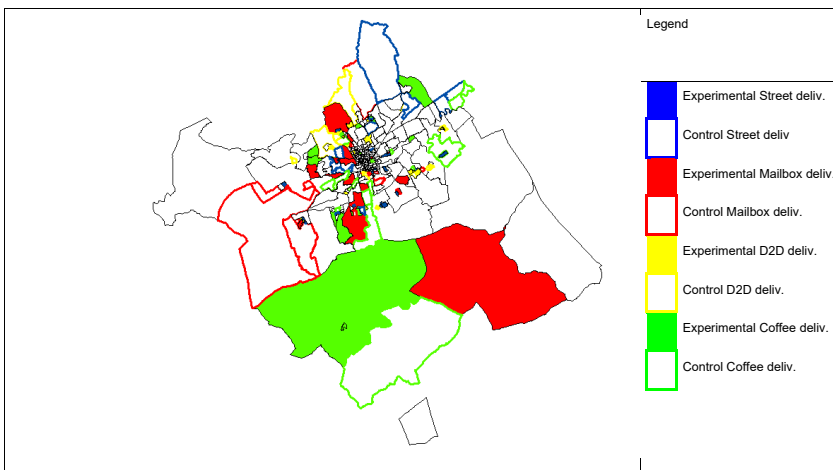 Legend
Experimental Street deliv.
Control Street deliv
Experimental Mailbox deliv.
Control Mailbox deliv.
Experimental D2D deliv.
Control D2D deliv.
Experimental Coffee deliv.
Control Coffee deliv.